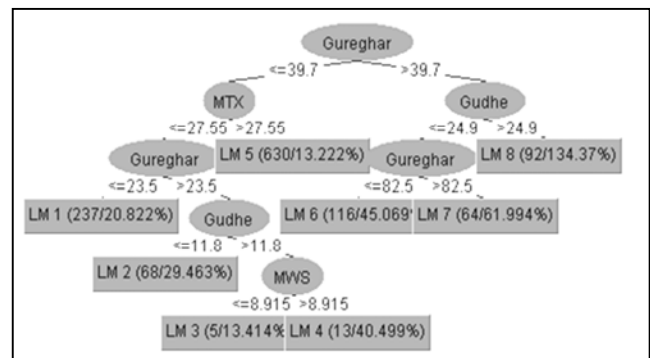 Gureghar
<=39.7 >39.7
MTX Gudhe
<=27.55 >27.55 <=24.9 >24.9
Gureghar LM 5 (630/13.222%) Gureghar LM 8 (92/134.37%)
<=23.5 >23.5 <=82.5 >82.5
LM 1 (237/20.822%) Gudhe LM 6 (116/45.069 LM 7 (64/61.994%)
<=11.8 >11.8
LM 2 (68/29.463%) MWS
<=8.915 >8.915
LM 3 (5/13.414% LM 4 (13/40.499%)